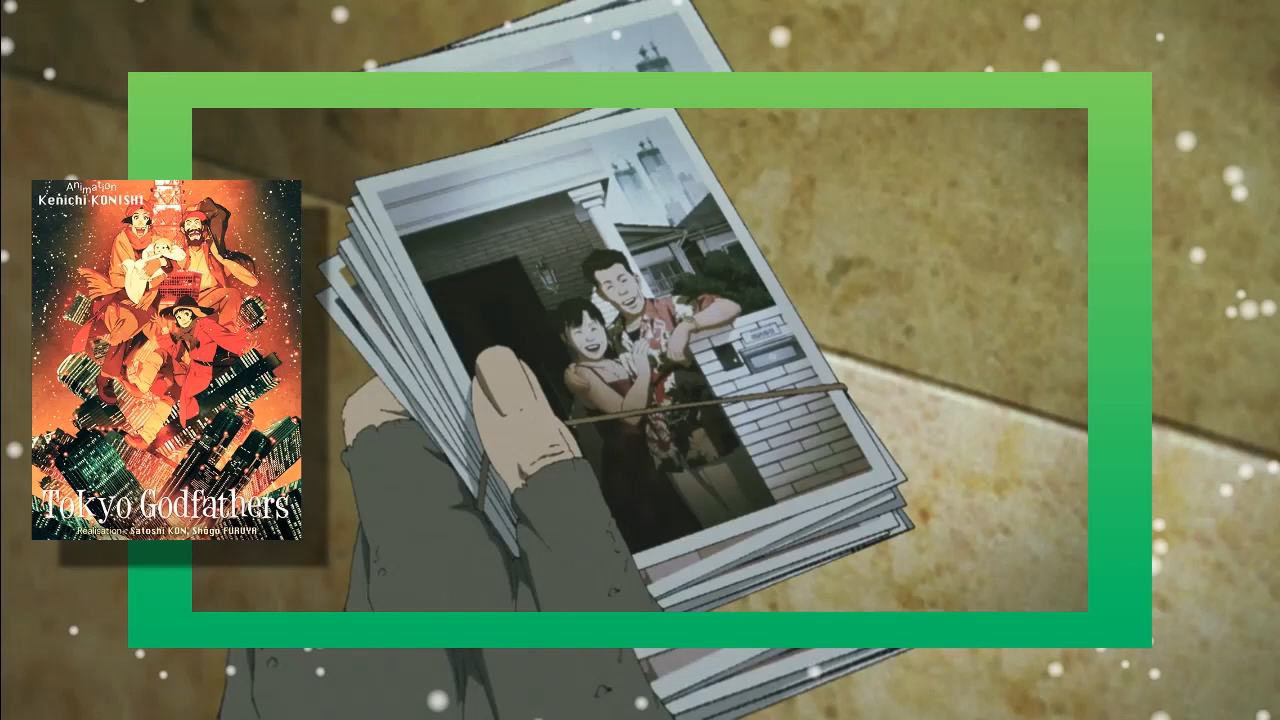 Animation
Kenichi KONISHI
Tokyo Godfathers
Réalisation : Satoshi KON, Shôgo FURUYA